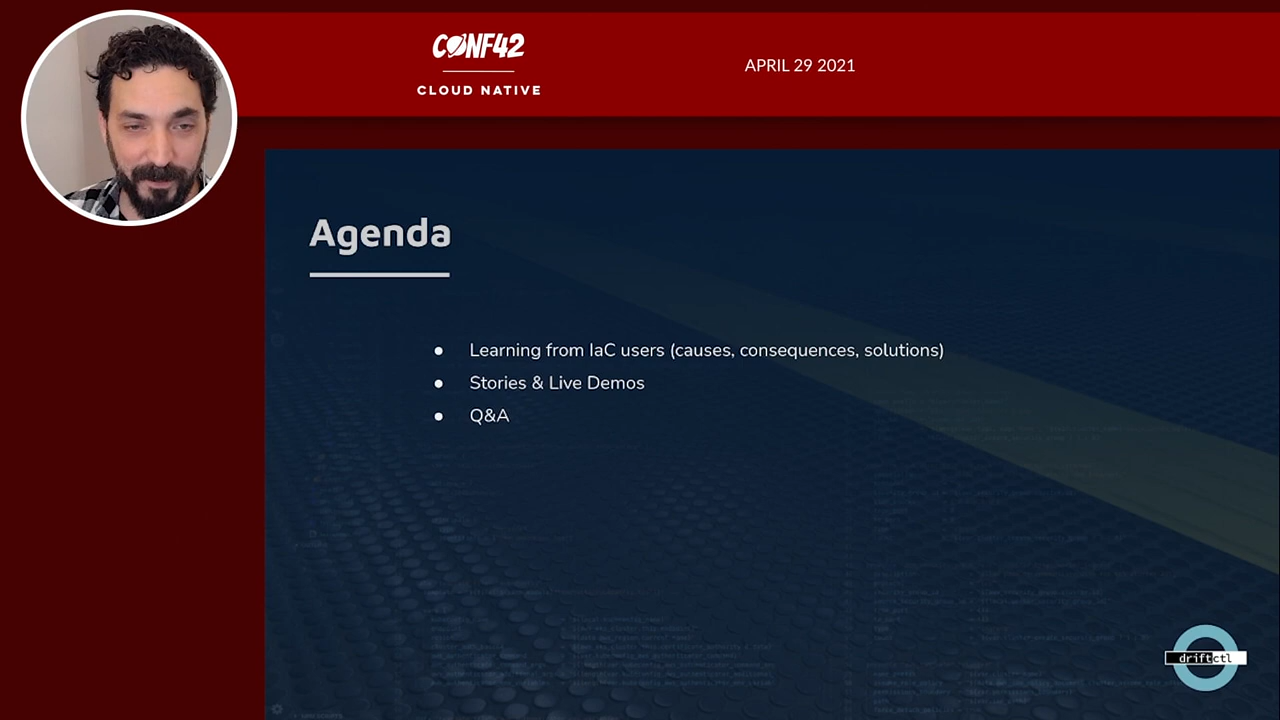 CONF42
CLOUD NATIVE
APRIL 29 2021
Agenda
● Learning from IaC users (causes, consequences, solutions)
● Stories & Live Demos
● Q&A
driftctl